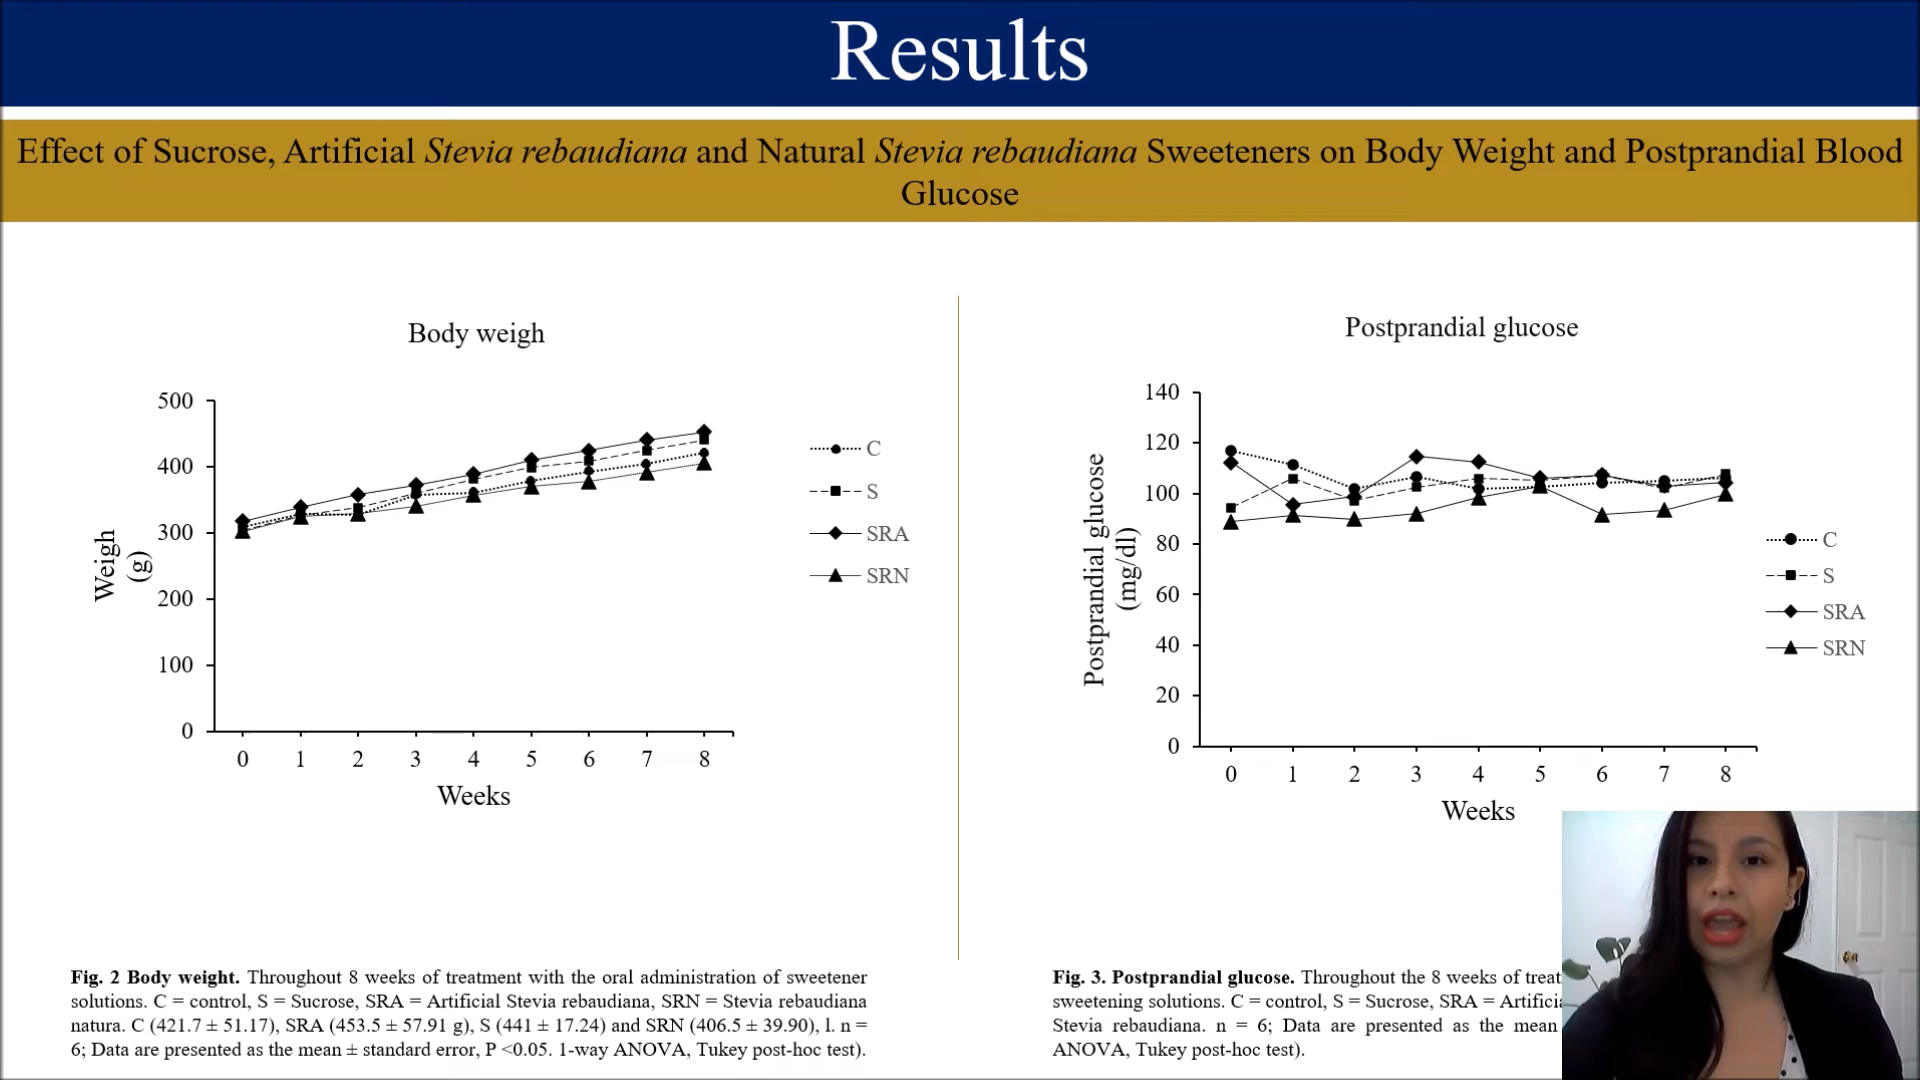 Results
Effect of Sucrose, Artificial Stevia rebaudiana and Natural Stevia rebaudiana Sweeteners on Body Weight and Postprandial Blood
Glucose
Body weigh
500
400
300
200
100
0
Weigh
(g)
0 1 2 3 4 5 6 7 8
Weeks
C
S
SRA
SRN
Fig. 2 Body weight. Throughout 8 weeks of treatment with the oral administration of sweetener
solutions. C = control, S = Sucrose, SRA = Artificial Stevia rebaudiana, SRN = Stevia rebaudiana
natura. C (421.7 ± 51.17), SRA (453.5 ± 57.91 g), S (441 ± 17.24) and SRN (406.5 ± 39.90), l. n =
6; Data are presented as the mean ± standard error, P <0.05. 1-way ANOVA, Tukey post-hoc test).
Postprandial glucose
140
120
100
80
60
40
20
0
Postprandial glucose
(mg/dl)
0 1 2 3 4 5 6 7 8
Weeks
C
S
SRA
SRN
Fig. 3. Postprandial glucose. Throughout the 8 weeks of treat
sweetening solutions. C = control, S = Sucrose, SRA = Artificia
Stevia rebaudiana. n = 6; Data are presented as the mean
ANOVA, Tukey post-hoc test).